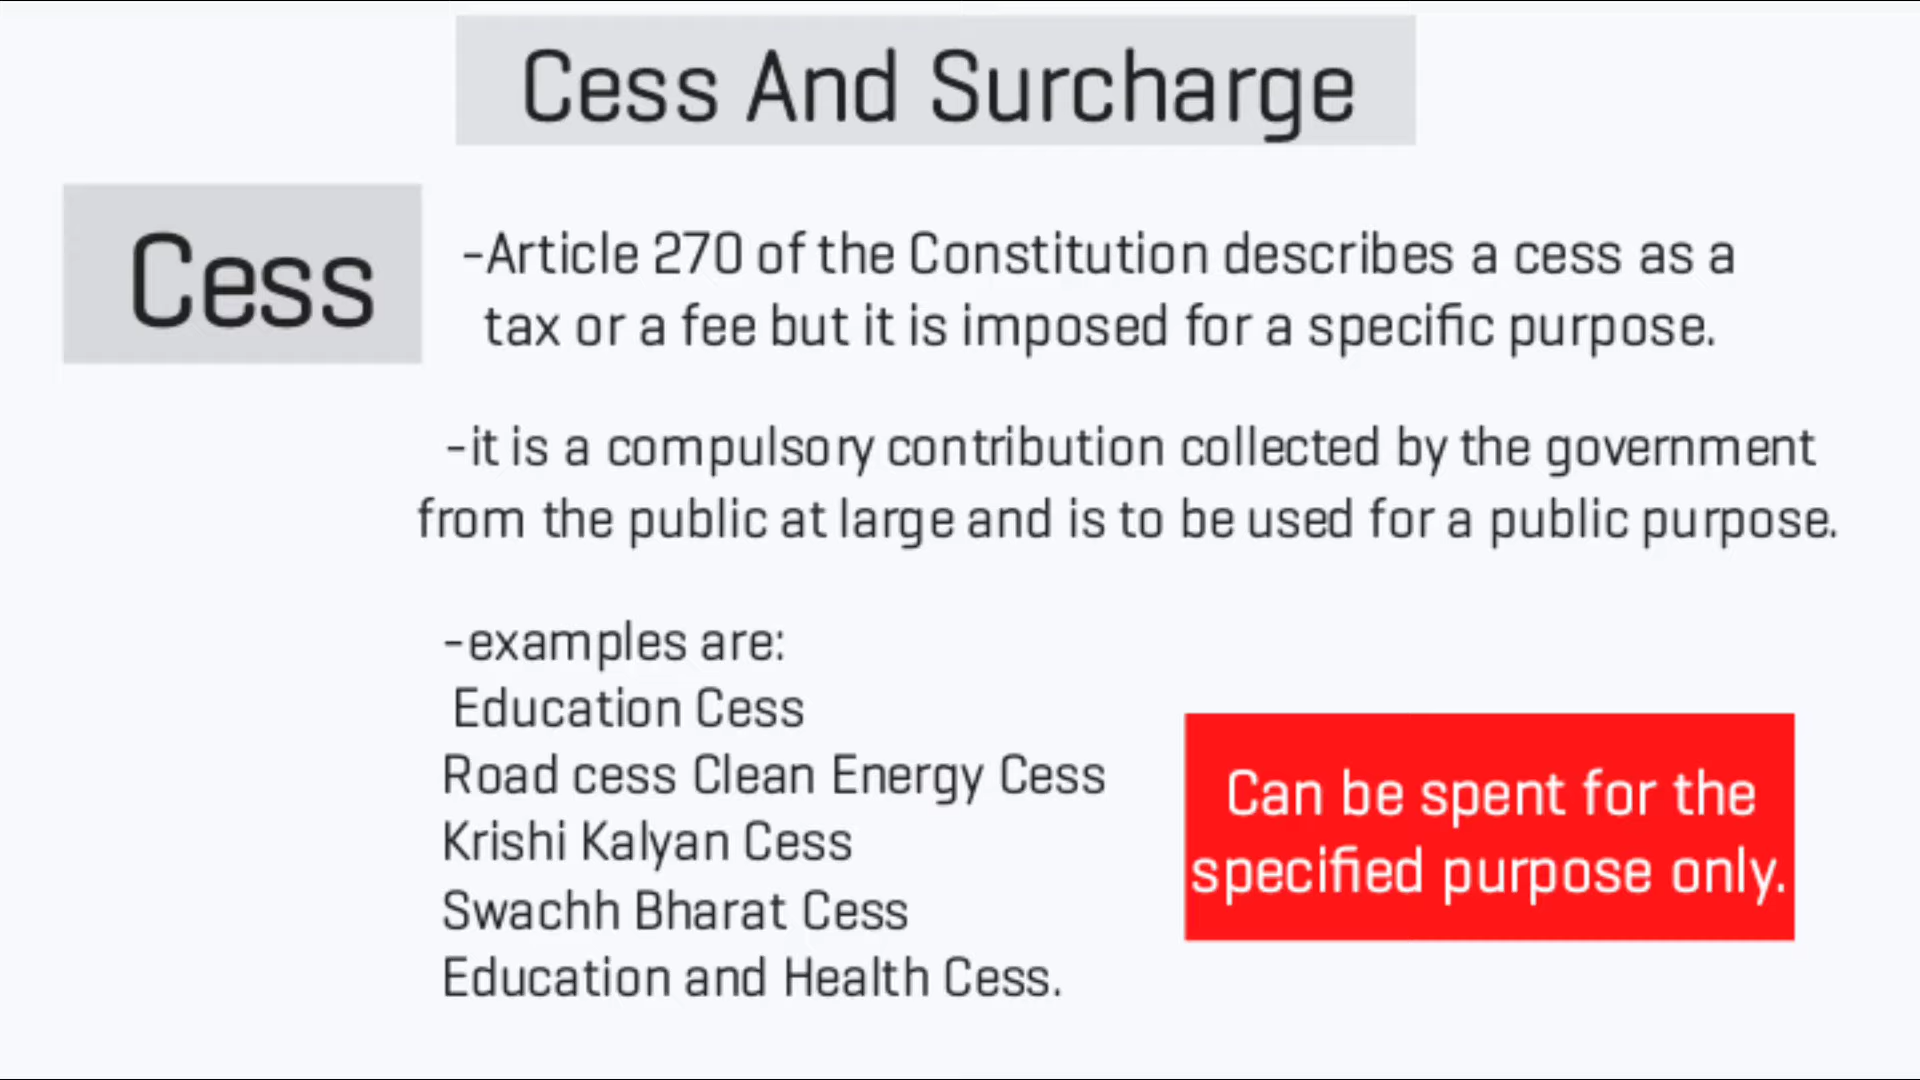 Cess And Surcharge
Cess
-Article 270 of the Constitution describes a cess as a
tax or a fee but it is imposed for a specific purpose.
-it is a compulsory contribution collected by the government
from the public at large and is to be used for a public purpose.
-examples are:
Education Cess
Road cess Clean Energy Cess
Krishi Kalyan Cess
Swachh Bharat Cess
Education and Health Cess.
Can be spent for the
specified purpose only.